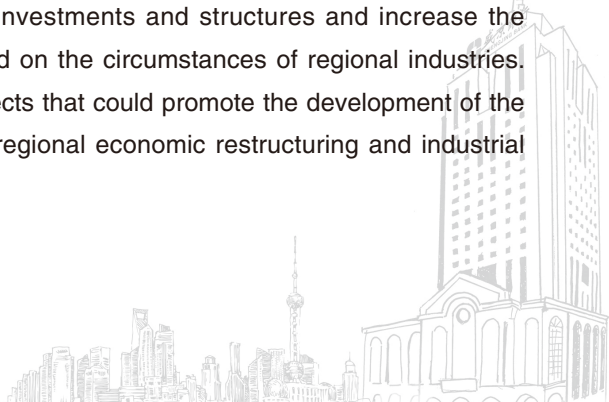 nvestments and structures and increase the
d on the circumstances of regional industries.
ects that could promote the development of the
regional economic restructuring and industrial